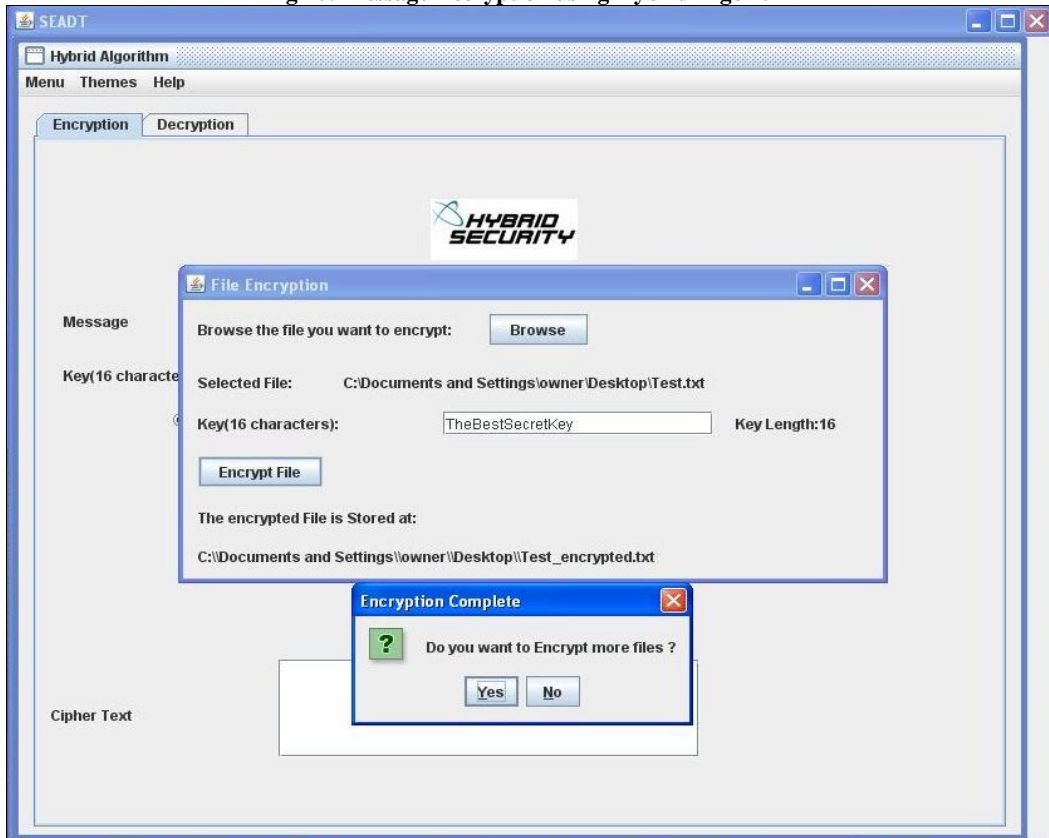 SEADT
Hybrid Algorithm
Menu Themes Help
Encryption Decryption
HYBRID
SECURITY
File Encryption
Message
Browse the file you want to encrypt: Browse
Key(16 characte
Selected File: C:\Documents and Settings\owner\Desktop\Test.txt
Key(16 characters): TheBestSecretKey Key Length:16
Encrypt File
The encrypted File is Stored at:
C:\\Documents and Settings\\owner\\Desktop\\Test_encrypted.txt
Encryption Complete
? Do you want to Encrypt more files ?
Yes No
Cipher Text